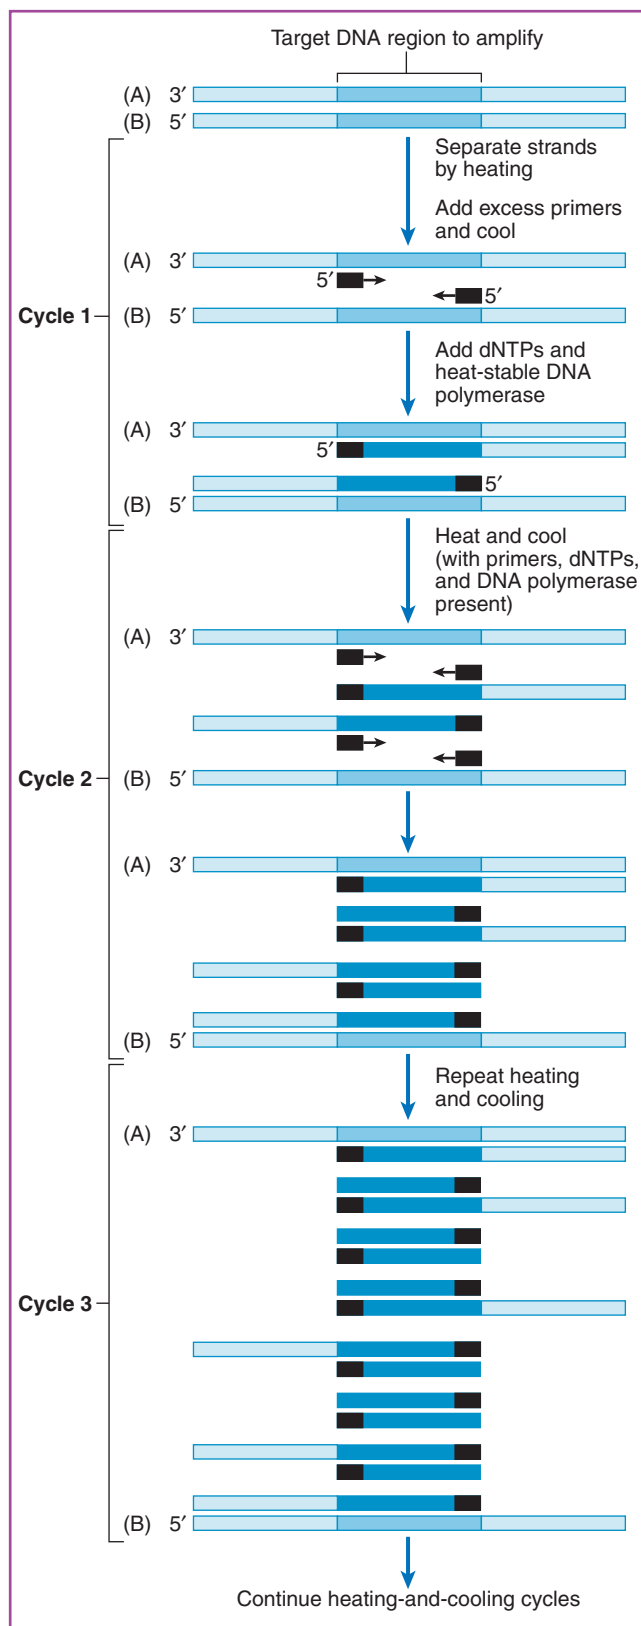 Target DNA region to amplify
(A) 3′
(B) 5′
Separate strands
by heating
Add excess primers
and cool
(A) 3′
5′
5′
Cycle 1
(B) 5′
Add dNTPs and
heat-stable DNA
polymerase
(A) 3′
5′
5′
(B) 5′
Heat and cool
(with primers, dNTPs,
and DNA polymerase
present)
(A) 3′
Cycle 2
(B) 5′
(A) 3′
(B) 5′
Repeat heating
and cooling
(A) 3′
Cycle 3
(B) 5′
Continue heating-and-cooling cycles